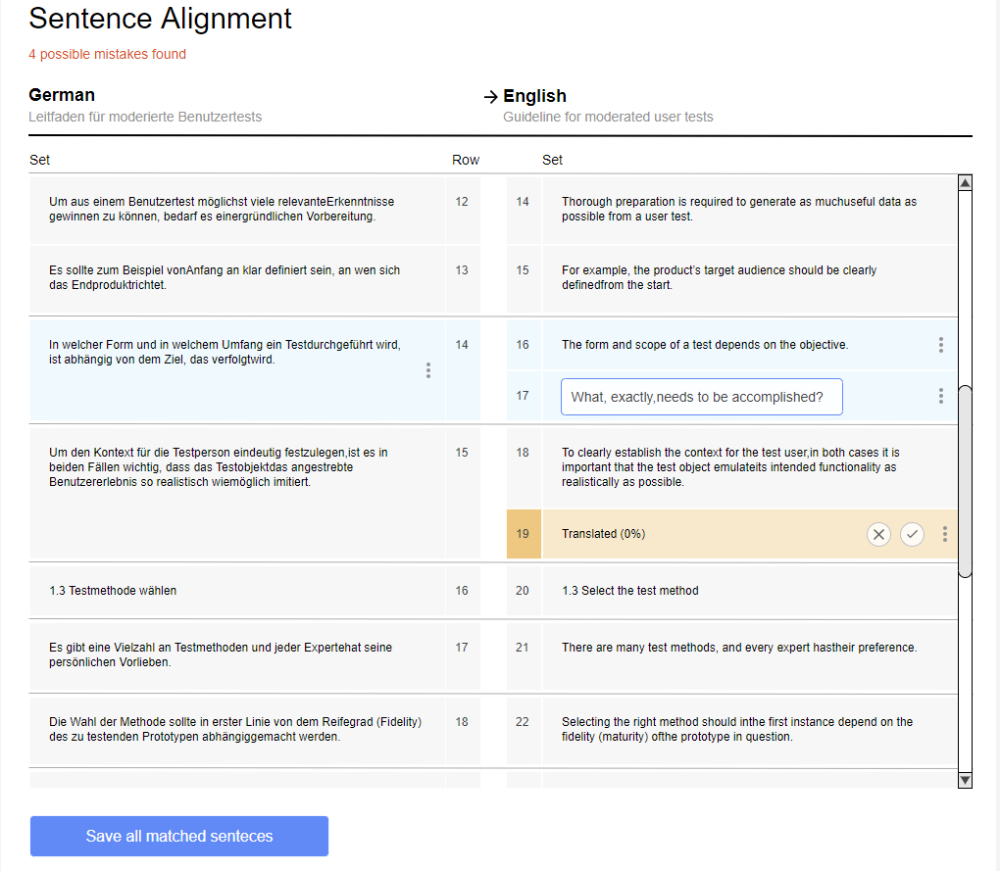 Sentence Alignment
4 possible mistakes found
German
→ English
Leitfaden für moderierte Benutzertests
Guideline for moderated user tests
Set
Row
Set
Um aus einem Benutzertest möglichst viele relevanteErkenntnisse
gewinnen zu können, bedarf es einergründlichen Vorbereitung.
12
14
Thorough preparation is required to generate as muchuseful data as
possible from a user test.
Es sollte zum Beispiel vonAnfang an klar definiert sein, an wen sich
das Endproduktrichtet.
13
15
For example, the product's target audience should be clearly
definedfrom the start.
In welcher Form und in welchem Umfang ein Testdurchgeführt wird,
ist abhängig von dem Ziel, das verfolgtwird.
14
16
The form and scope of a test depends on the objective.
17
What, exactly,needs to be accomplished?
Um den Kontext für die Testperson eindeutig festzulegen,ist es in
beiden Fällen wichtig, dass das Testobjektdas angestrebte
Benutzererlebnis so realistisch wiemöglich imitiert.
15
18
To clearly establish the context for the test user,in both cases it is
important that the test object emulateits intended functionality as
realistically as possible.
19
Translated (0%)
1.3 Testmethode wählen
16
20
1.3 Select the test method
Es gibt eine Vielzahl an Testmethoden und jeder Expertehat seine
persönlichen Vorlieben.
17
21
There are many test methods, and every expert hastheir preference.
Die Wahl der Methode sollte in erster Linie von dem Reifegrad (Fidelity)
des zu testenden Prototypen abhängiggemacht werden.
18
22
Selecting the right method should inthe first instance depend on the
fidelity (maturity) ofthe prototype in question.
Save all matched senteces